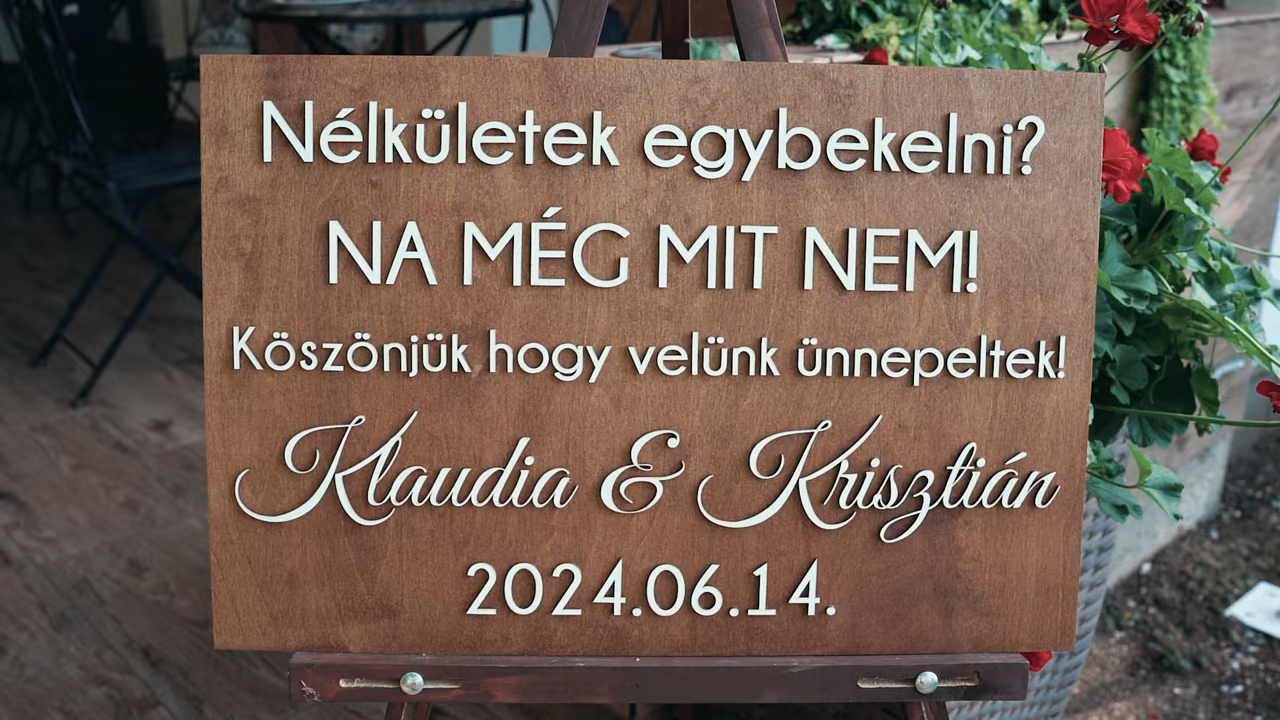 Nélkületek egybekelni?
NA MÉG MIT NEM!
Köszönjük hogy velünk ünnepeltek!
Klaudia & Krisztián
2024.06.14.